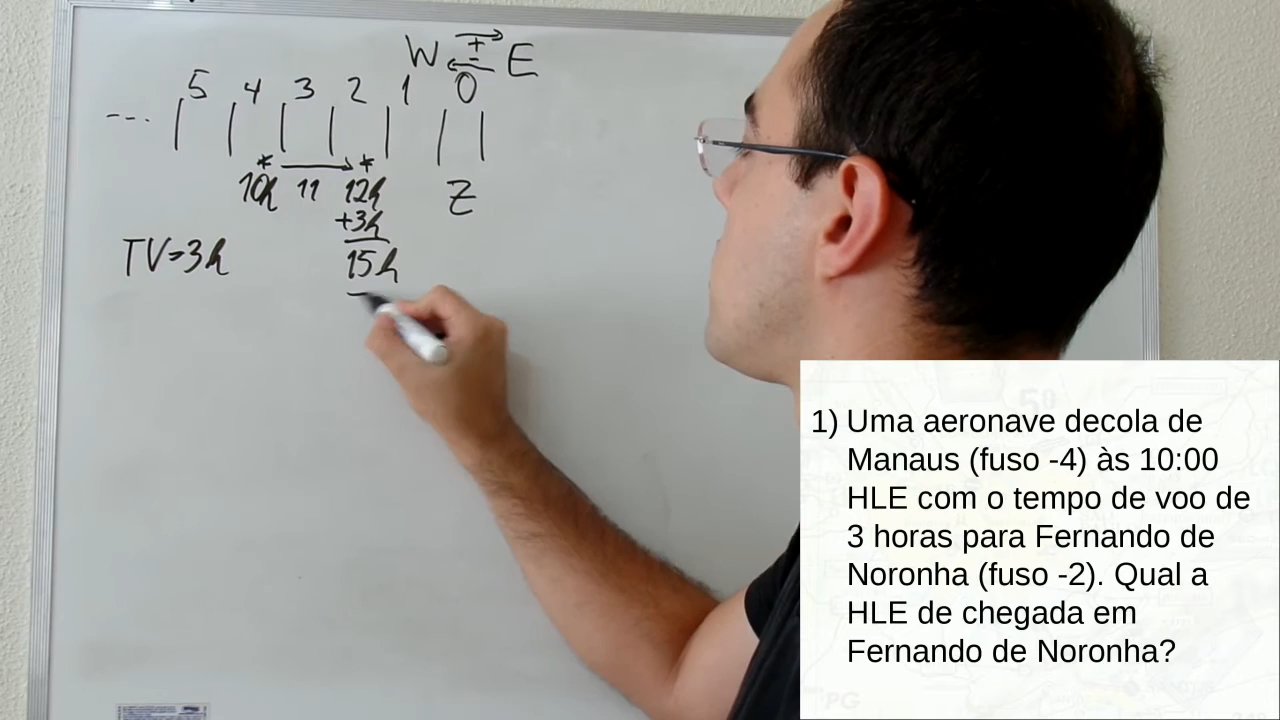 W + E
-
5 4 3 2 1 0
---
* *
10h 11 12h Z
+3h
TV=3h 15h
1) Uma aeronave decola de
Manaus (fuso -4) às 10:00
HLE com o tempo de voo de
3 horas para Fernando de
Noronha (fuso -2). Qual a
HLE de chegada em
Fernando de Noronha?